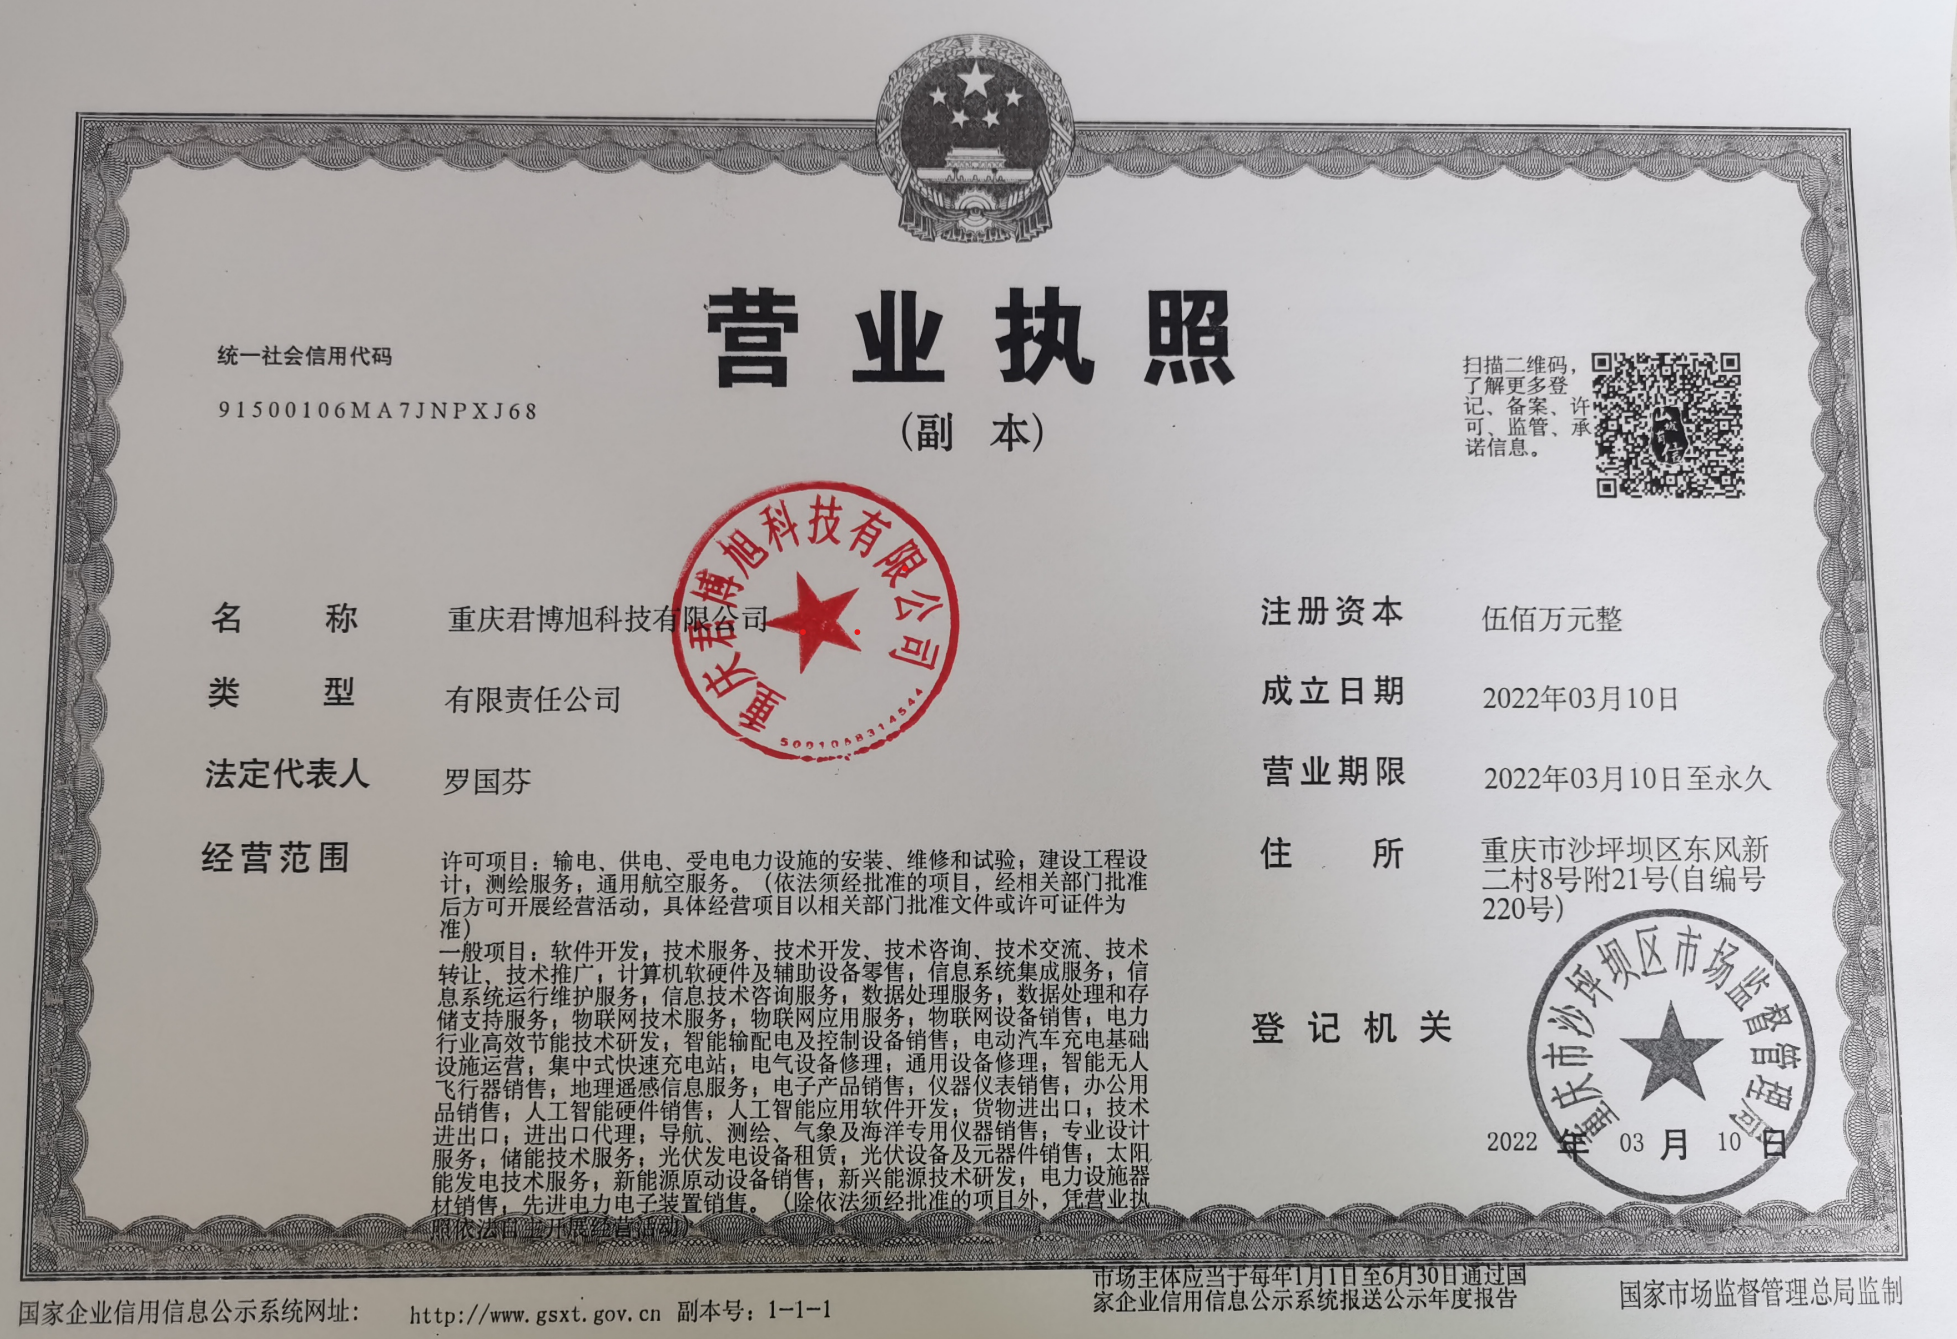 营业执照
(副 本)
统一社会信用代码
91500106MA7JNPXJ68
扫描二维码，
了解更多登
记、备案、许
可、监管、承
诺信息。
名 称 重庆君博旭科技有限公司
类 型 有限责任公司
法定代表人 罗国芬
经营范围 许可项目：输电、供电、受电电力设施的安装、维修和试验；建设工程设
计；测绘服务；通用航空服务。（依法须经批准的项目，经相关部门批准
后方可开展经营活动，具体经营项目以相关部门批准文件或许可证件为
准）
一般项目：软件开发；技术服务、技术开发、技术咨询、技术交流、技术
转让、技术推广；计算机软硬件及辅助设备零售；信息系统集成服务；信
息系统运行维护服务；信息技术咨询服务；数据处理服务；数据处理和存
储支持服务；物联网技术服务；物联网应用服务；物联网设备销售；电力
行业高效节能技术研发；智能输配电及控制设备销售；电动汽车充电基础
设施运营；集中式快速充电站；电气设备修理；通用设备修理；智能无人
飞行器销售；地理遥感信息服务；电子产品销售；仪器仪表销售；办公用
品销售；人工智能硬件销售；人工智能应用软件开发；货物进出口；技术
进出口；进出口代理；导航、测绘、气象及海洋专用仪器销售；专业设计
服务；储能技术服务；光伏发电设备租赁；光伏设备及元器件销售；太阳
能发电技术服务；新能源原动设备销售；新兴能源技术研发；电力设施器
材销售；先进电力电子装置销售。（除依法须经批准的项目外，凭营业执
照依法自主开展经营活动）
注册资本 伍佰万元整
成立日期 2022年03月10日
营业期限 2022年03月10日至永久
住 所 重庆市沙坪坝区东风新
二村8号附21号(自编号
220号)
登记机关
2022 年 03 月 10 日
重庆君博旭科技有限公司
5001068314544
重庆市沙坪坝区市场监督管理局
国家企业信用信息公示系统网址： http://www.gsxt.gov.cn 副本号：1-1-1
市场主体应当于每年1月1日至6月30日通过国
家企业信用信息公示系统报送公示年度报告
国家市场监督管理总局监制